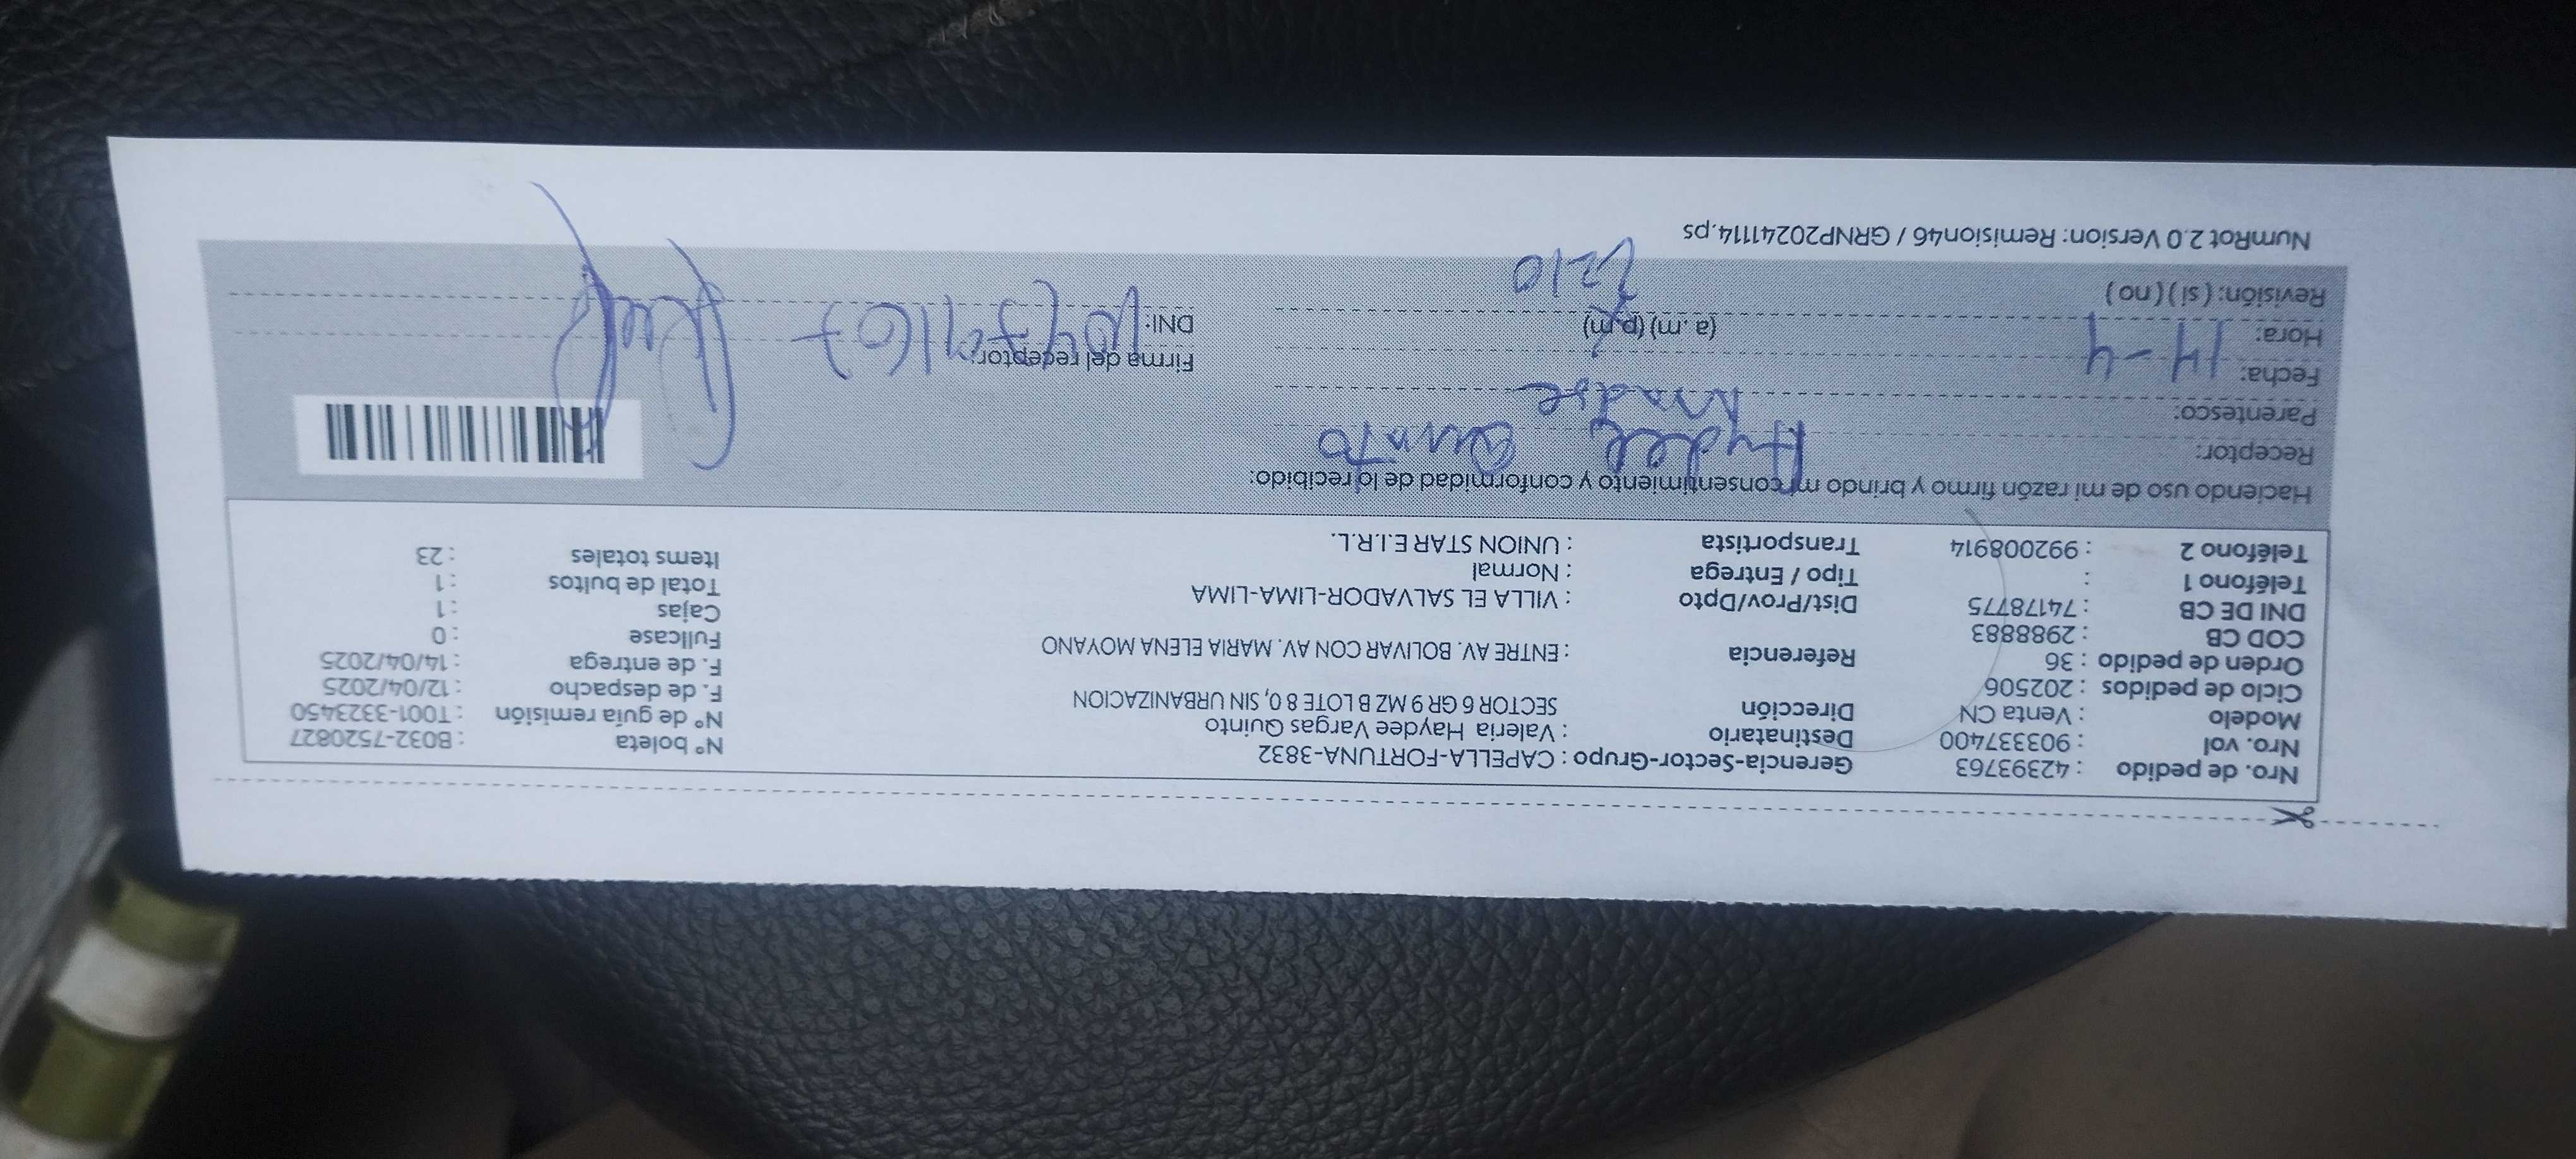 Nro. de pedido : 42393763 Gerencia-Sector-Grupo : CAPELLA-FORTUNA-3832 N° boleta : B032-7520827
Nro. vol : 903337400 Destinatario : Valeria Haydee Vargas Quinto N° de guía remisión : T001-3323450
Modelo : Venta CN Dirección SECTOR 6 GR 9 MZ B LOTE 8 0, SIN URBANIZACION F. de despacho : 12/04/2025
Ciclo de pedidos : 202506 F. de entrega : 14/04/2025
Orden de pedido : 36 Referencia : ENTRE AV. BOLIVAR CON AV. MARIA ELENA MOYANO Fullcase : 0
COD CB : 2988883 Cajas : 1
DNI DE CB : 74178775 Dist/Prov/Dpto : VILLA EL SALVADOR-LIMA-LIMA Total de bultos : 1
Teléfono 1 : Tipo / Entrega : Normal Items totales : 23
Teléfono 2 : 992008914 Transportista : UNION STAR E.I.R.L.
Haciendo uso de mi razón firmo y brindo mi consentimiento y conformidad de lo recibido:
Receptor: Quinto
Parentesco: Madre
Fecha: 14-4 Firma del receptor:
Hora: (a. m) (p. m) DNI:
Revisión: (si) (no)
NumRot 2.0 Version: Remision46 / GRNP20241114.ps